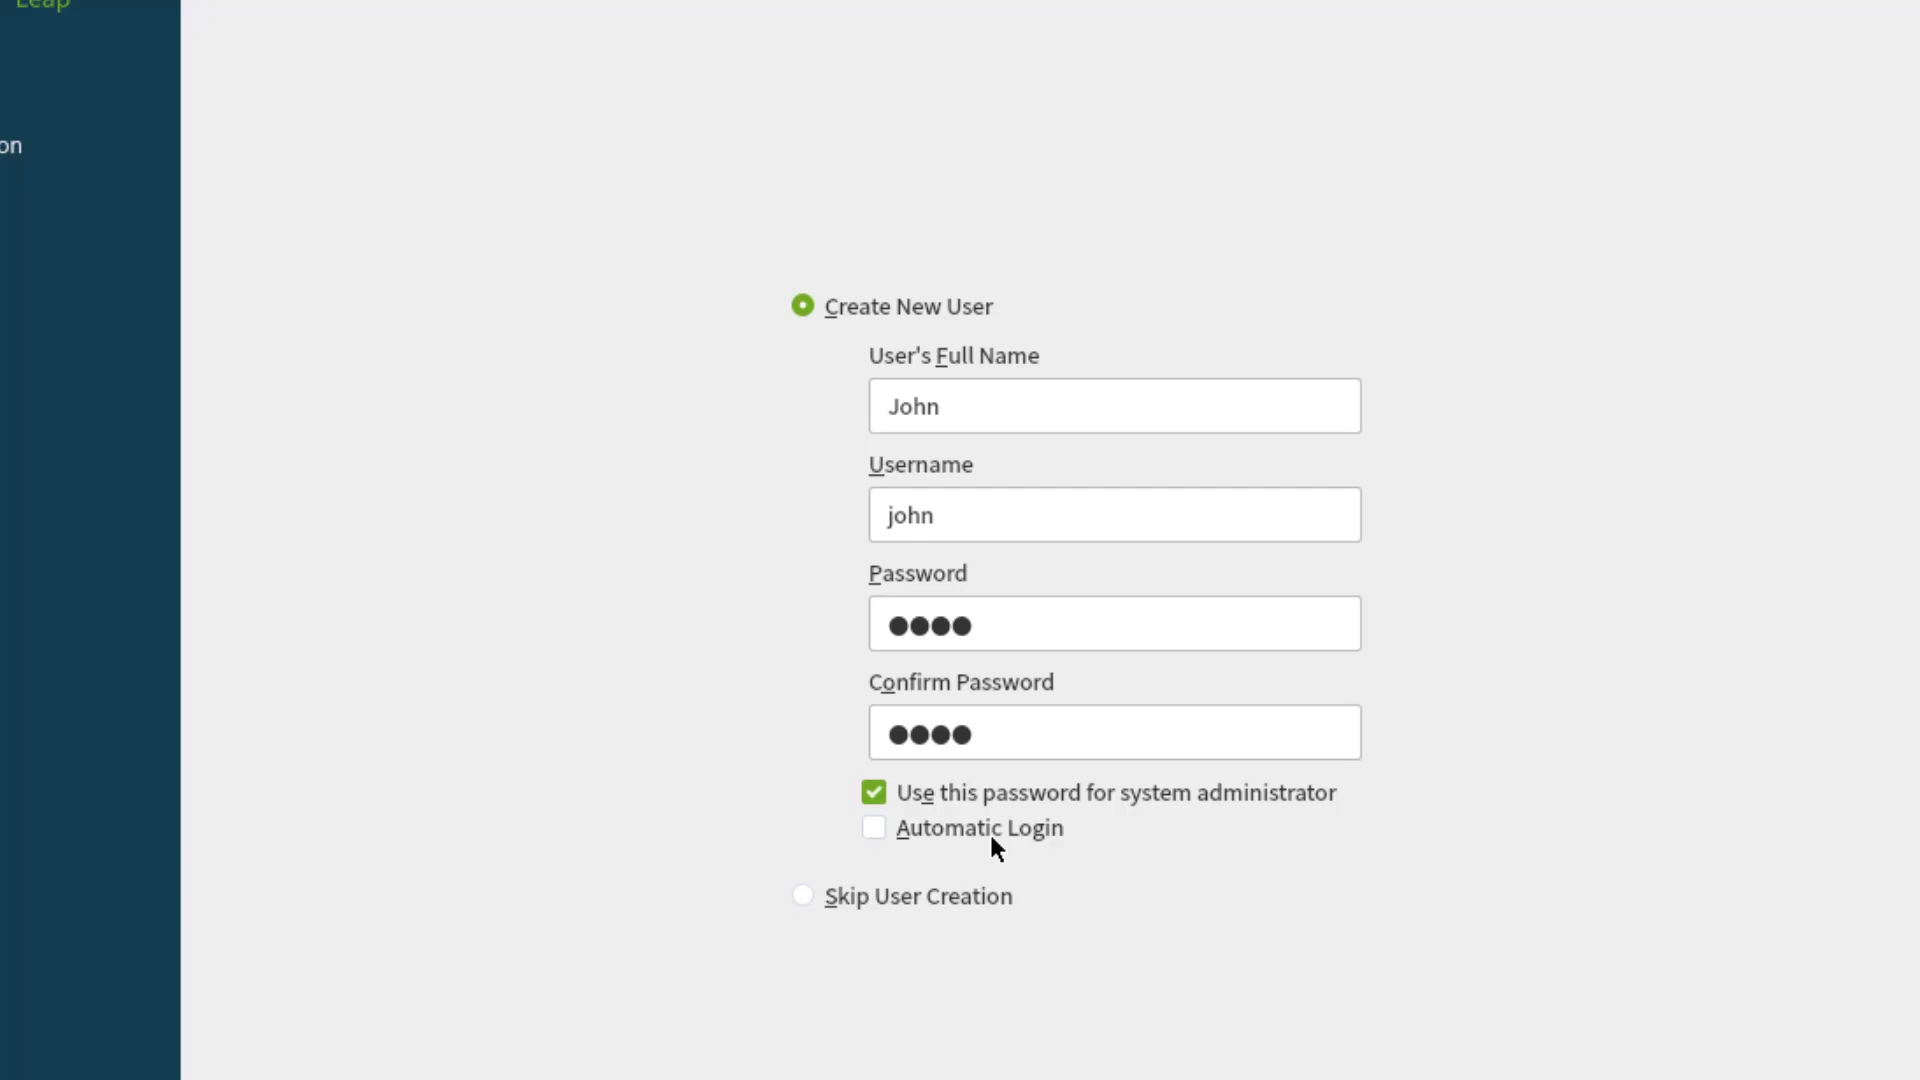 Leap
on
Create New User
User's Full Name
John
Username
john
Password
●●●●
Confirm Password
●●●●
Use this password for system administrator
Automatic Login
Skip User Creation